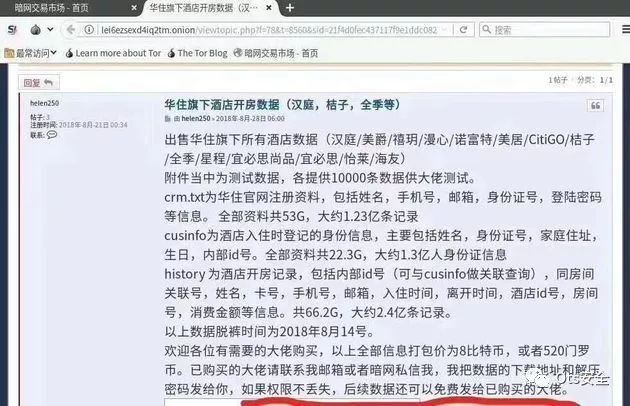 暗网交易市场 - 首页
华住旗下酒店开房数据（汉...
lei6ezsexd4iq2tm.onion/viewtopic.php?f=78&t=8560&sid=21f4d0fec437117f9e1ddc082
搜索
最常访问
Learn more about Tor
The Tor Blog
暗网交易市场 - 首页
回复
1帖子 · 分页: 1/1
helen250
帖子: 3
注册时间: 2018-8月-21日 00:34
联系:
华住旗下酒店开房数据（汉庭，桔子，全季等）
由 helen250 » 2018-8月-28日 06:00
出售华住旗下所有酒店数据（汉庭/美爵/禧玥/漫心/诺富特/美居/CitiGO/桔子
/全季/星程/宜必思尚品/宜必思/怡莱/海友）
附件当中为测试数据，各提供10000条数据供大佬测试。
crm.txt为华住官网注册资料，包括姓名，手机号，邮箱，身份证号，登陆密码
等信息。 全部资料共53G，大约1.23亿条记录
cusinfo为酒店入住时登记的身份信息，主要包括姓名，身份证号，家庭住址，
生日，内部id号。全部资料共22.3G，大约1.3亿人身份证信息
history 为酒店开房记录，包括内部id号（可与cusinfo做关联查询），同房间
关联号，姓名，卡号，手机号，邮箱，入住时间，离开时间，酒店id号，房间
号，消费金额等信息。共66.2G，大约2.4亿条记录。
以上数据脱裤时间为2018年8月14号。
欢迎各位有需要的大佬购买，以上全部信息打包价为8比特币，或者520门罗
币。已购买的大佬请联系我邮箱或者暗网私信我，我把数据的下载地址和解压
密码发给你，如果权限不丢失，后续数据还可以免费发给已购买的大佬。
Ots安全